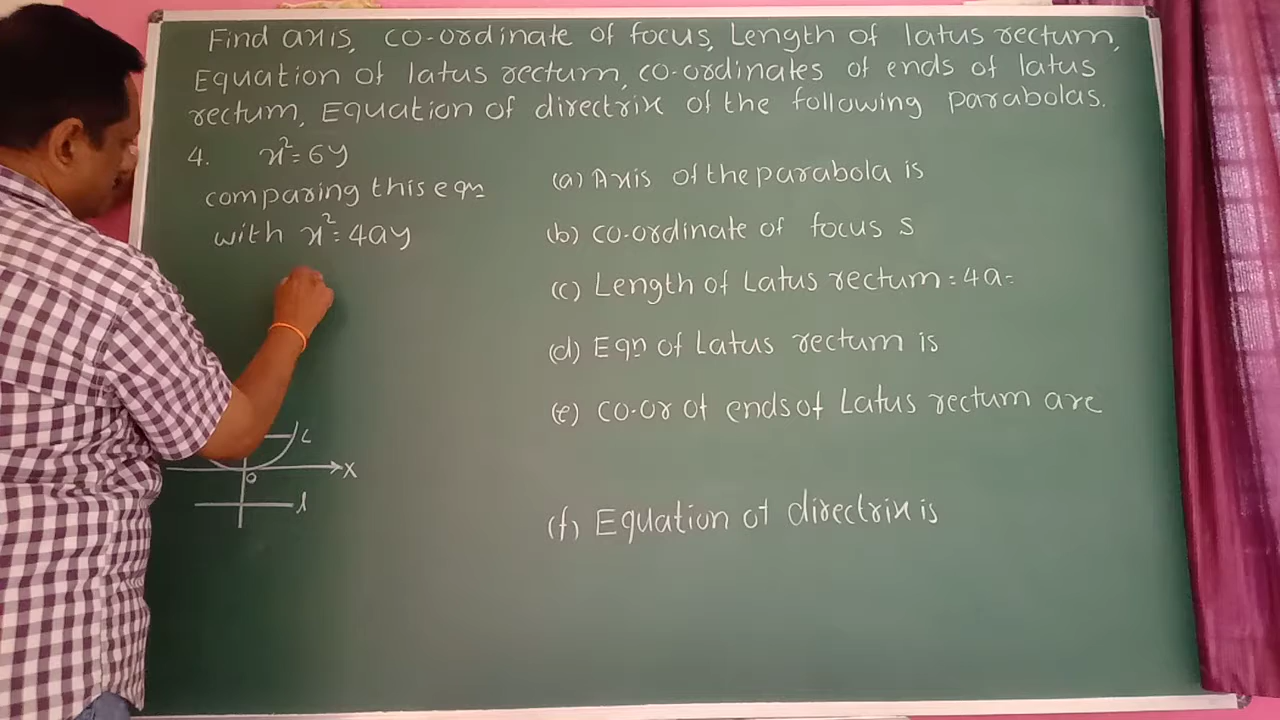 Find axis, co-ordinate of focus, Length of latus rectum,
Equation of latus rectum, co-ordinates of ends of latus
rectum, Equation of directrix of the following parabolas.
4. x² = 6y
comparing this eqn
with x² = 4ay
(a) Axis of the parabola is
(b) co-ordinate of focus S
(c) Length of Latus rectum = 4a =
(d) Eqn of Latus rectum is
(e) co-or of ends of Latus rectum are
(f) Equation of directrix is
L
X
O
l